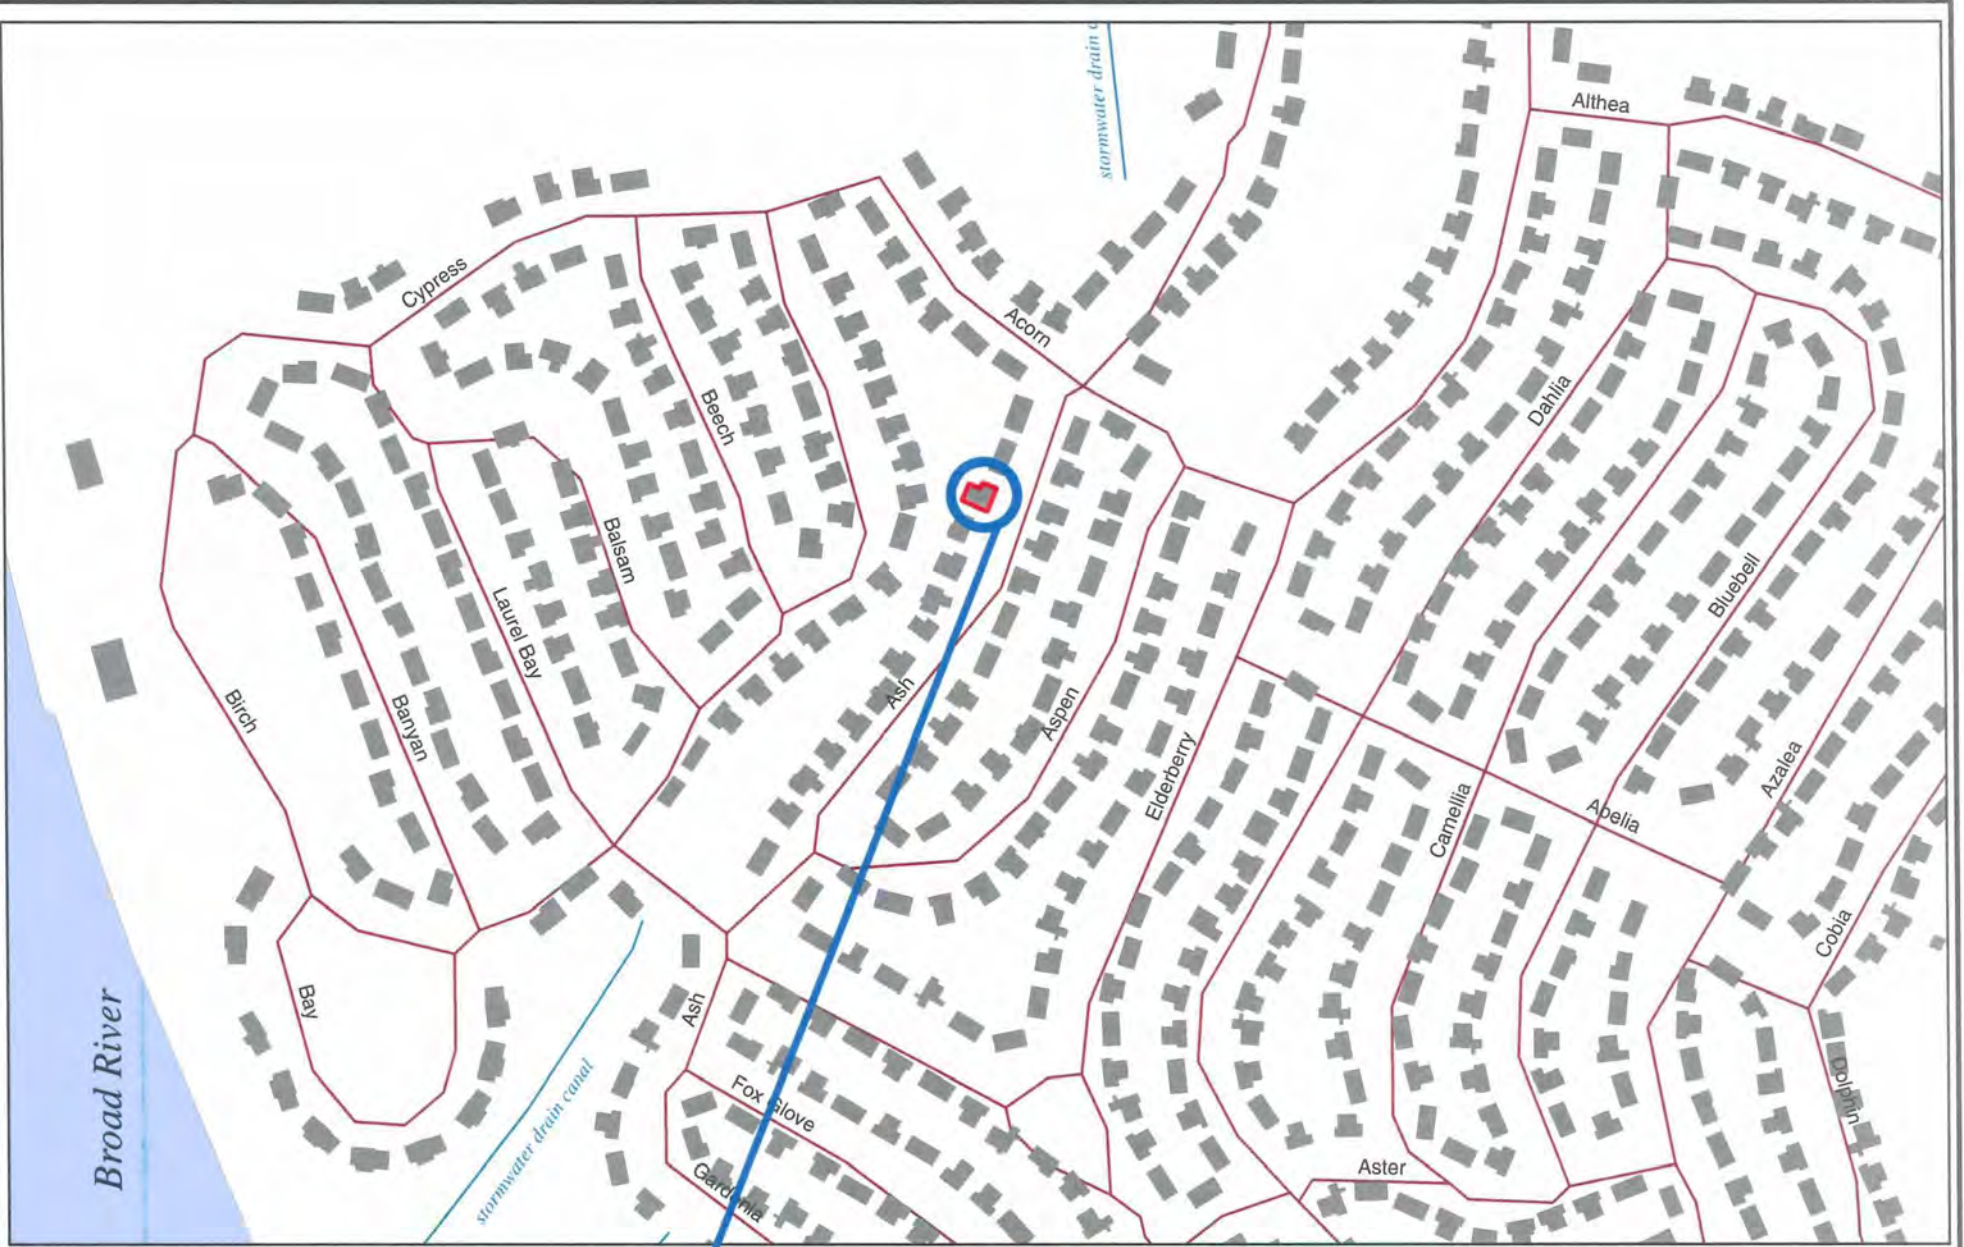 stormwater drain c
Althea
Cypress
Acorn
Dahlia
Beech
Balsam
Bluebell
Laurel Bay
Ash
Aspen
Birch
Banyan
Elderberry
Azalea
Camellia
Abelia
Cobia
Broad River
Bay
Ash
stormwater drain canal
Fox Glove
Dolphin
Aster
Gardenia